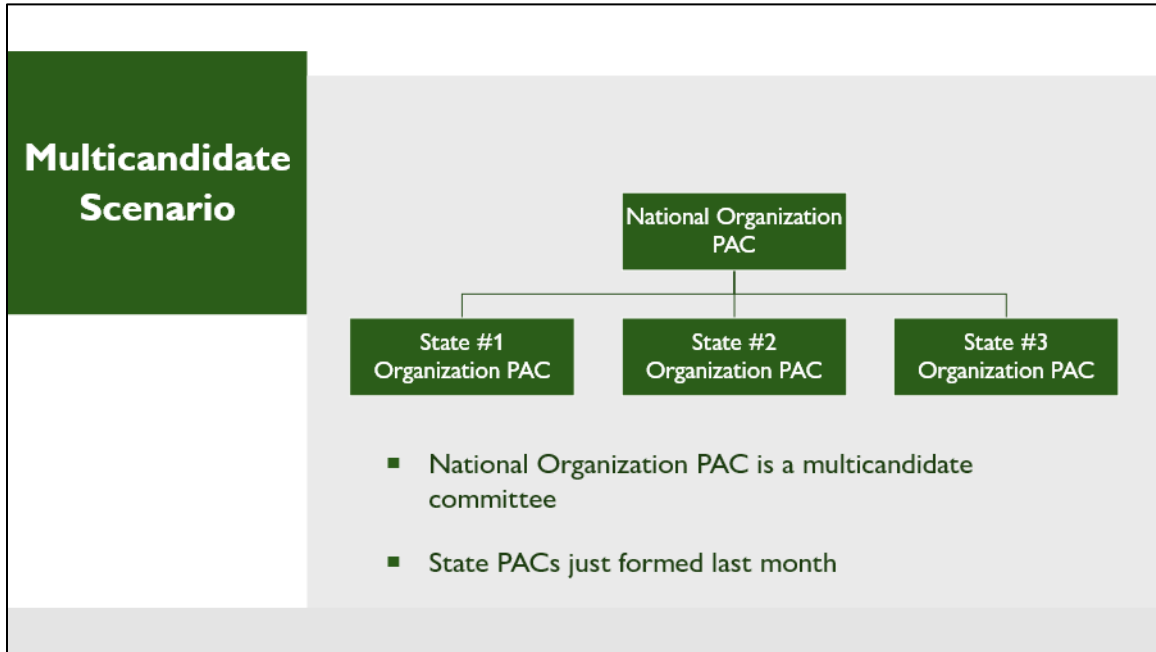 Multicandidate
Scenario
National Organization
PAC
State #1
Organization PAC
State #2
Organization PAC
State #3
Organization PAC
▪ National Organization PAC is a multicandidate
committee
▪ State PACs just formed last month